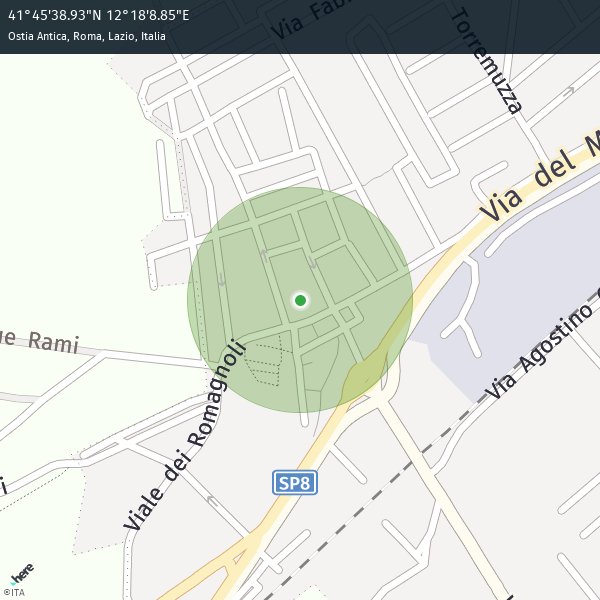 41°45'38.93"N 12°18'8.85"E
Ostia Antica, Roma, Lazio, Italia
Via Fab
Torremuzza
Via del M
ue Rami
Via Agostino
Viale dei Romagnoli
SP8
here
©ITA